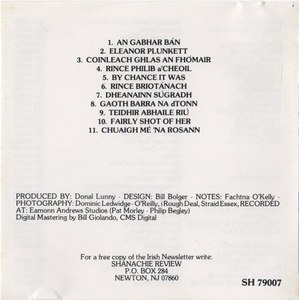 1. AN GABHAR BÁN
2. ELEANOR PLUNKETT
3. COINLEACH GHLAS AN FHÓMAIR
4. RINCE PHILIB a'CHEOIL
5. BY CHANCE IT WAS
6. RINCE BRIOTÁNACH
7. DHEANAINN SÚGRADH
8. GAOTH BARRA NA dTONN
9. TEIDHIR ABHAILE RIÚ
10. FAIRLY SHOT OF HER
11. CHUAIGH MÉ 'NA ROSANN
PRODUCED BY: Donal Lunny · DESIGN: Bill Bolger · NOTES: Fachtna O'Kelly ·
PHOTOGRAPHY: Dominic Ledwidge · O'Reilly, i Rough Deal, Straid Essex, RECORDED
AT: Eamonn Andrews Studios (Pat Morley · Philip Begley)
Digital Mastering by Bill Giolando, CMS Digital
For a free copy of the Irish Newsletter write:
SHANACHIE REVIEW
P.O. BOX 284
NEWTON, NJ 07860
SH 79007